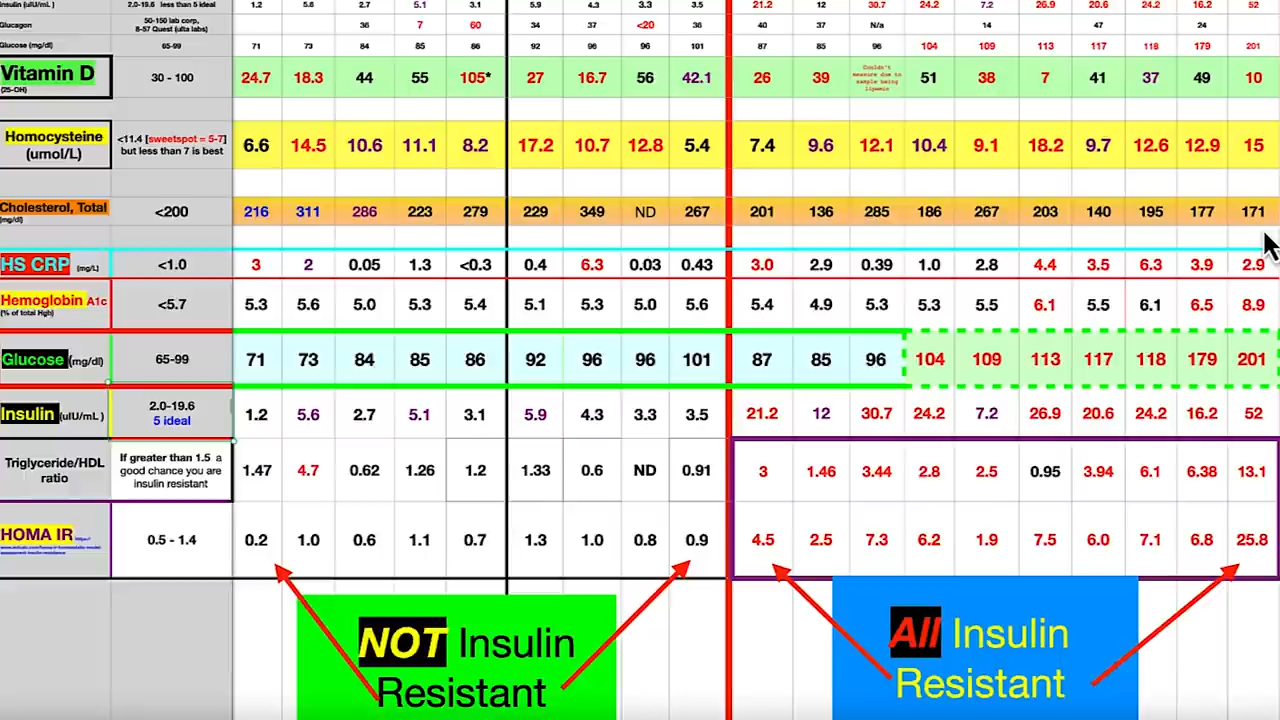 Insulin (uIU/mL ) 2.0-19.6 less than 5 ideal 1.2 5.6 2.7 5.1 3.1 5.9 4.3 3.3 3.5 21.2 12 30.7 24.2 7.2 26.9 20.6 24.2 16.2 52
Glucagon 50-150 lab corp, 36 7 60 34 37 <20 40 37 N/a 14 47 24
8-57 Quest (ulta labs)
Glucose (mg/dl) 65-99 71 73 84 85 86 92 96 96 101 87 85 96 104 109 113 117 118 179 201
Vitamin D 30 - 100 24.7 18.3 44 55 105* 27 16.7 56 42.1 26 39 Couldn't measure due to sample being lipemic 51 38 7 41 37 49 10
(25-OH)
Homocysteine <11.4 [sweetspot = 5-7] 6.6 14.5 10.6 11.1 8.2 17.2 10.7 12.8 5.4 7.4 9.6 12.1 10.4 9.1 18.2 9.7 12.6 12.9 15
(umol/L) but less than 7 is best
Cholesterol, Total <200 216 311 286 223 279 229 349 ND 267 201 136 285 186 267 203 140 195 177 171
(mg/dl)
HS CRP (mg/L) <1.0 3 2 0.05 1.3 <0.3 0.4 6.3 0.03 0.43 3.0 2.9 0.39 1.0 2.8 4.4 3.5 6.3 3.9 2.9
Hemoglobin A1c <5.7 5.3 5.6 5.0 5.3 5.4 5.1 5.3 5.0 5.6 5.4 4.9 5.3 5.3 5.5 6.1 5.5 6.1 6.5 8.9
(% of total Hgb)
Glucose (mg/dl) 65-99 71 73 84 85 86 92 96 96 101 87 85 96 104 109 113 117 118 179 201
Insulin (uIU/mL ) 2.0-19.6 1.2 5.6 2.7 5.1 3.1 5.9 4.3 3.3 3.5 21.2 12 30.7 24.2 7.2 26.9 20.6 24.2 16.2 52
5 ideal
Triglyceride/HDL ratio If greater than 1.5 a good chance you are insulin resistant 1.47 4.7 0.62 1.26 1.2 1.33 0.6 ND 0.91 3 1.46 3.44 2.8 2.5 0.95 3.94 6.1 6.38 13.1
HOMA IR 0.5 - 1.4 0.2 1.0 0.6 1.1 0.7 1.3 1.0 0.8 0.9 4.5 2.5 7.3 6.2 1.9 7.5 6.0 7.1 6.8 25.8
NOT Insulin
Resistant
All Insulin
Resistant